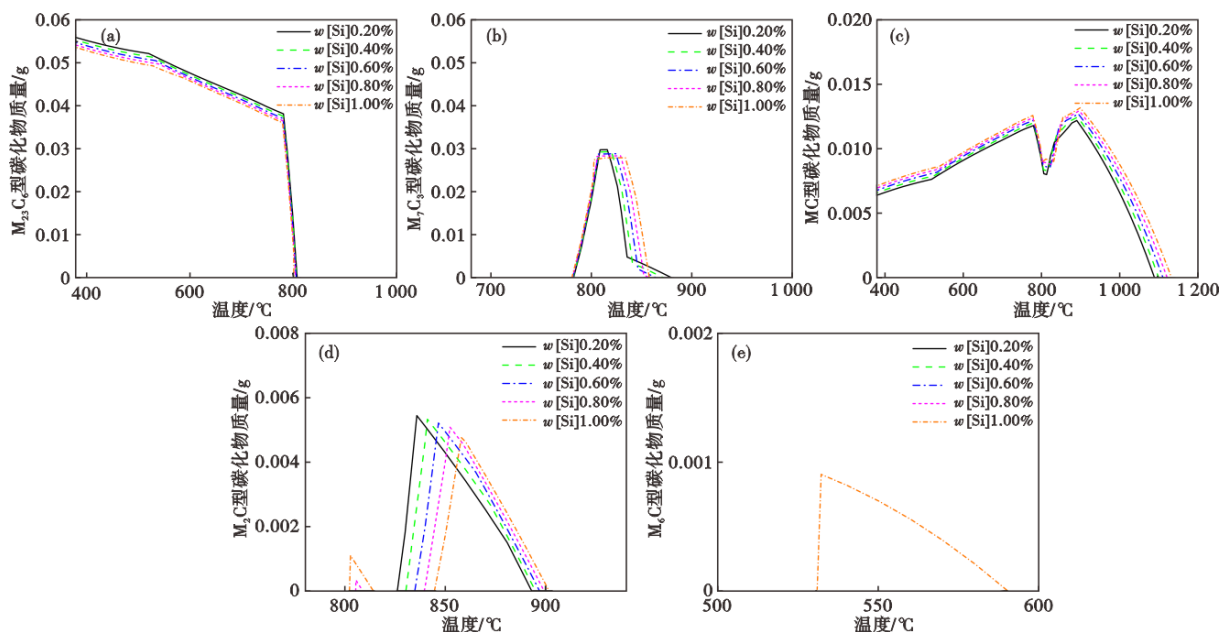 (a)
w[Si]0.20%
w[Si]0.40%
w[Si]0.60%
w[Si]0.80%
w[Si]1.00%
0.06
0.05
0.04
0.03
0.02
0.01
0
M₂₃C₆型碳化物质量/g
400 600 800 1 000
温度/℃
(b)
w[Si]0.20%
w[Si]0.40%
w[Si]0.60%
w[Si]0.80%
w[Si]1.00%
0.06
0.05
0.04
0.03
0.02
0.01
0
M₇C₃型碳化物质量/g
700 800 900 1 000
温度/℃
(c)
w[Si]0.20%
w[Si]0.40%
w[Si]0.60%
w[Si]0.80%
w[Si]1.00%
0.020
0.015
0.010
0.005
0
MC型碳化物质量/g
400 600 800 1 000 1 200
温度/℃
(d)
w[Si]0.20%
w[Si]0.40%
w[Si]0.60%
w[Si]0.80%
w[Si]1.00%
0.008
0.006
0.004
0.002
0
M₂C型碳化物质量/g
800 850 900
温度/℃
(e)
w[Si]0.20%
w[Si]0.40%
w[Si]0.60%
w[Si]0.80%
w[Si]1.00%
0.002
0.001
0
M₆C型碳化物质量/g
500 550 600
温度/℃